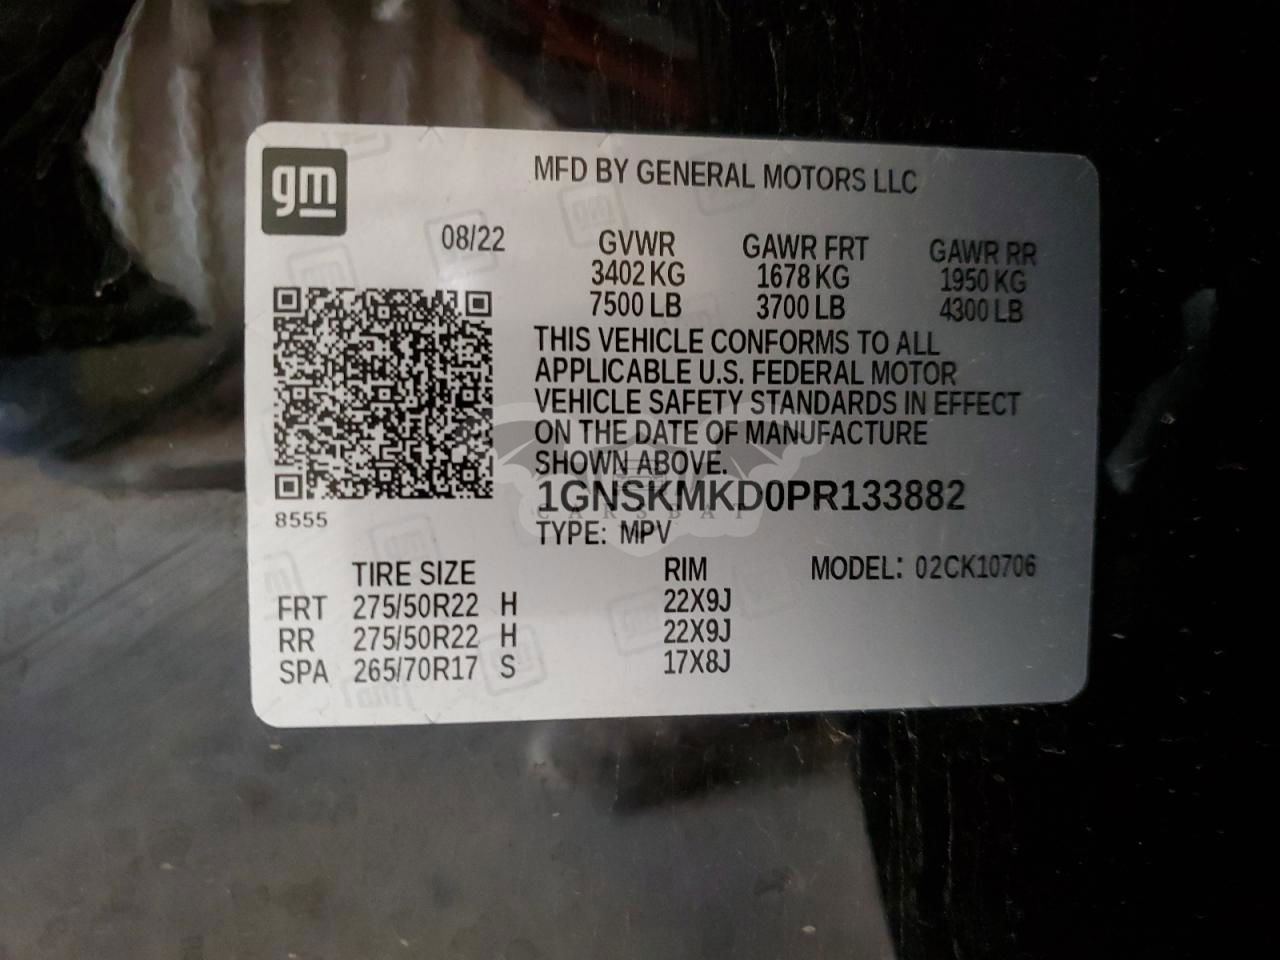 gm
MFD BY GENERAL MOTORS LLC
08/22
GVWR GAWR FRT GAWR RR
3402 KG 1678 KG 1950 KG
7500 LB 3700 LB 4300 LB
THIS VEHICLE CONFORMS TO ALL
APPLICABLE U.S. FEDERAL MOTOR
VEHICLE SAFETY STANDARDS IN EFFECT
ON THE DATE OF MANUFACTURE
SHOWN ABOVE.
1GNSKMKD0PR133882
CARSBAT
8555
TYPE: MPV
TIRE SIZE RIM MODEL: 02CK10706
FRT 275/50R22 H 22X9J
RR 275/50R22 H 22X9J
SPA 265/70R17 S 17X8J